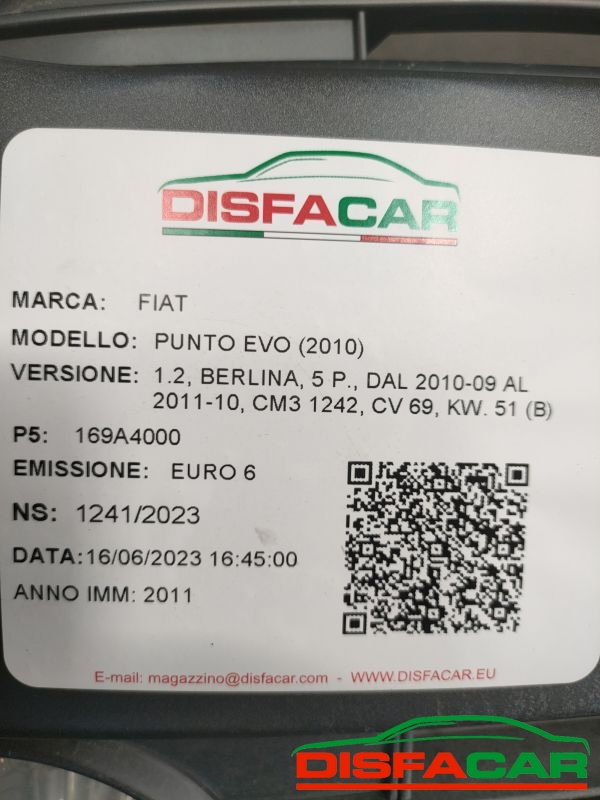 DISFACAR
MARCA: FIAT
MODELLO: PUNTO EVO (2010)
VERSIONE: 1.2, BERLINA, 5 P., DAL 2010-09 AL
2011-10, CM3 1242, CV 69, KW. 51 (B)
P5: 169A4000
EMISSIONE: EURO 6
NS: 1241/2023
DATA:16/06/2023 16:45:00
ANNO IMM: 2011
E-mail: magazzino@disfacar.com - WWW.DISFACAR.EU
DISFACAR